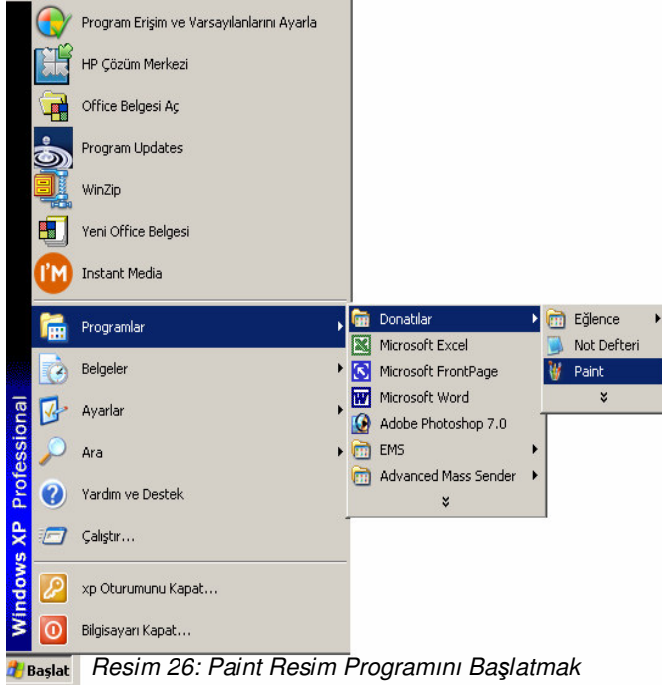 Program Erişim ve Varsayılanlarını Ayarla
HP Çözüm Merkezi
Office Belgesi Aç
Program Updates
WinZip
Yeni Office Belgesi
I'M
Instant Media
Programlar
Belgeler
Ayarlar
Ara
Yardım ve Destek
Çalıştır...
xp Oturumunu Kapat...
Bilgisayarı Kapat...
Windows XP Professional
Donatılar
Microsoft Excel
Microsoft FrontPage
Microsoft Word
Adobe Photoshop 7.0
EMS
Advanced Mass Sender
Eğlence
Not Defteri
Paint
Başlat
Resim 26: Paint Resim Programını Başlatmak